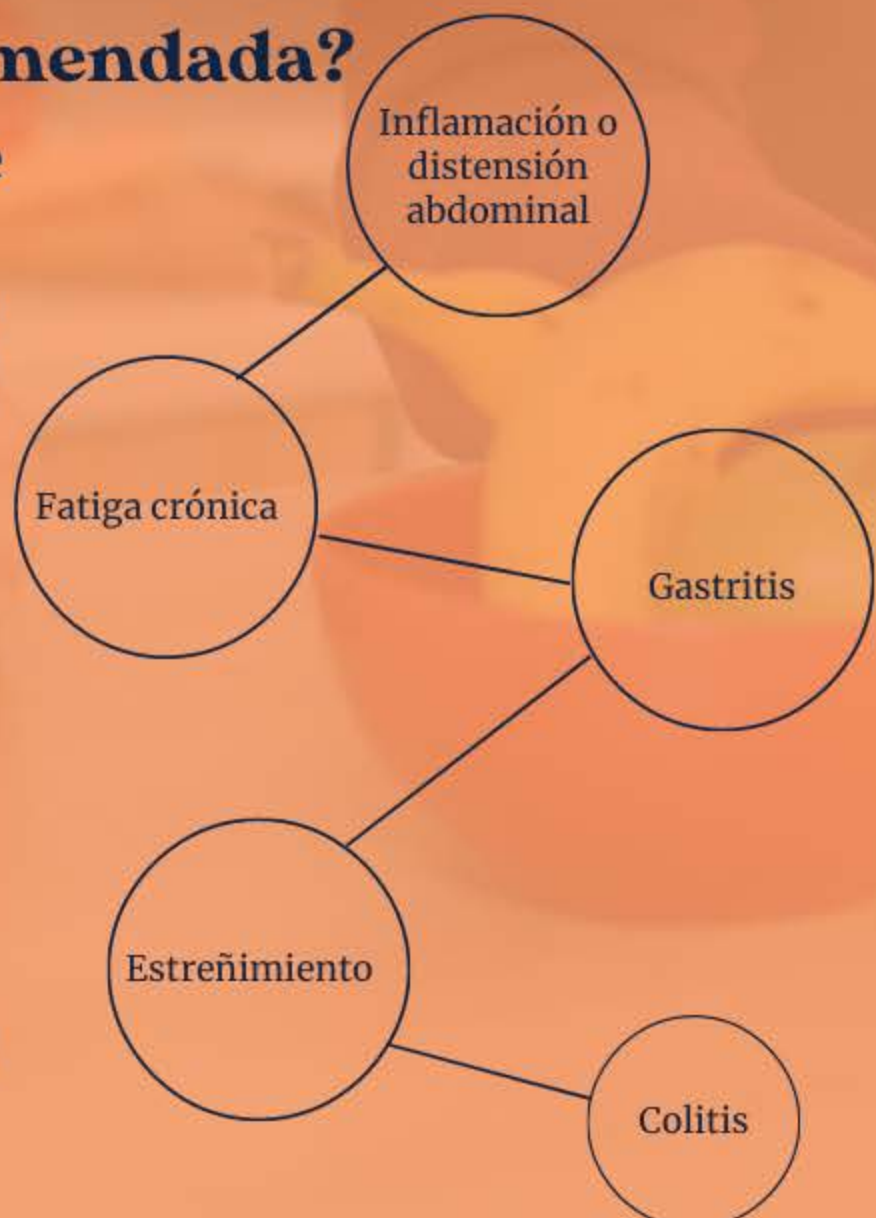 mendada?
Inflamación o
distensión
abdominal
Fatiga crónica
Gastritis
Estreñimiento
Colitis